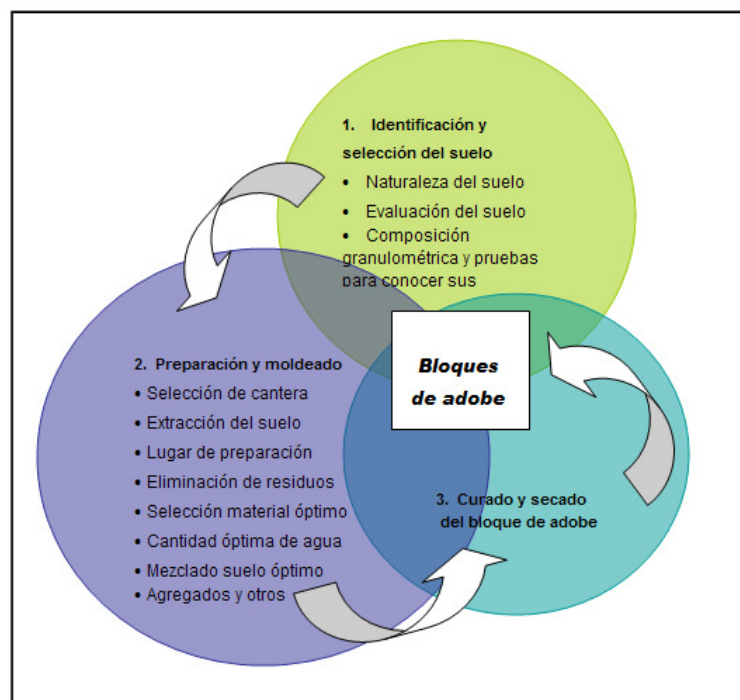 1. Identificación y
selección del suelo
• Naturaleza del suelo
• Evaluación del suelo
• Composición
granulométrica y pruebas
para conocer sus
Bloques
de adobe
2. Preparación y moldeado
• Selección de cantera
• Extracción del suelo
• Lugar de preparación
• Eliminación de residuos
• Selección material óptimo
• Cantidad óptima de agua
• Mezclado suelo óptimo
• Agregados y otros
3. Curado y secado
del bloque de adobe